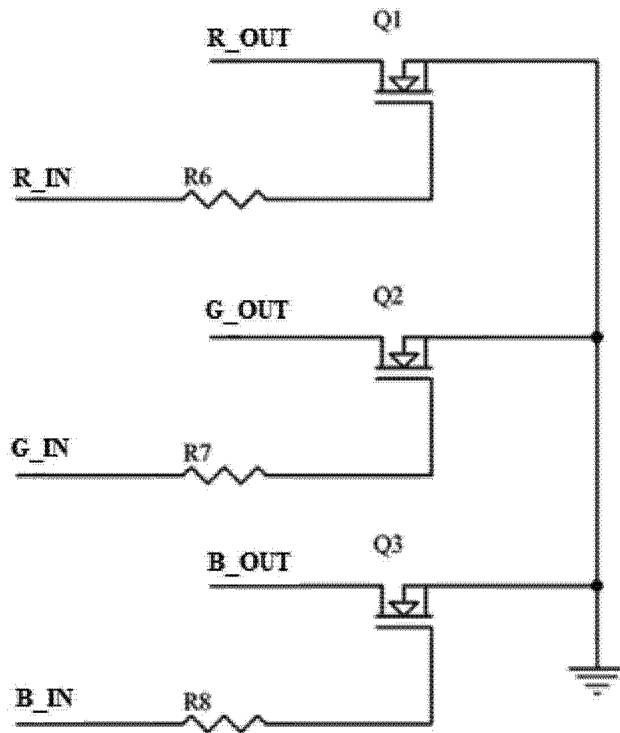 Q1
R_OUT
R_IN
R6
Q2
G_OUT
G_IN
R7
Q3
B_OUT
B_IN
R8